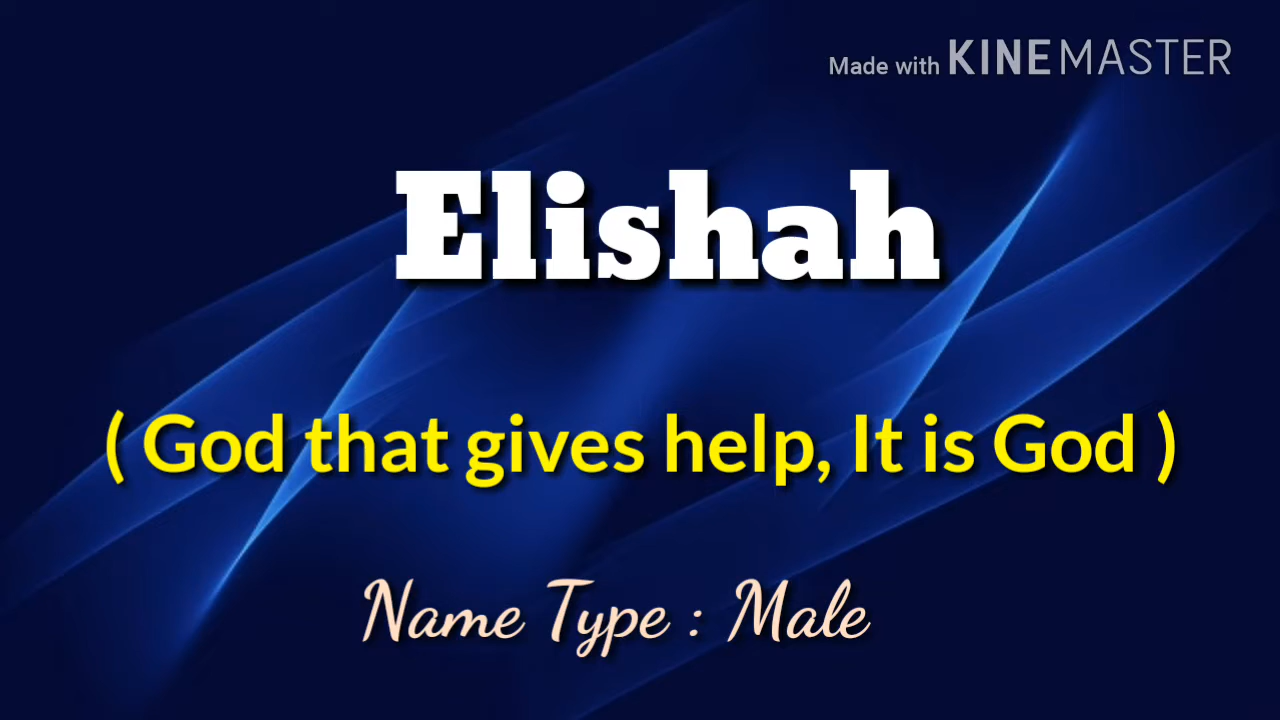 Made with KINEMASTER
Elishah
( God that gives help, It is God )
Name Type : Male